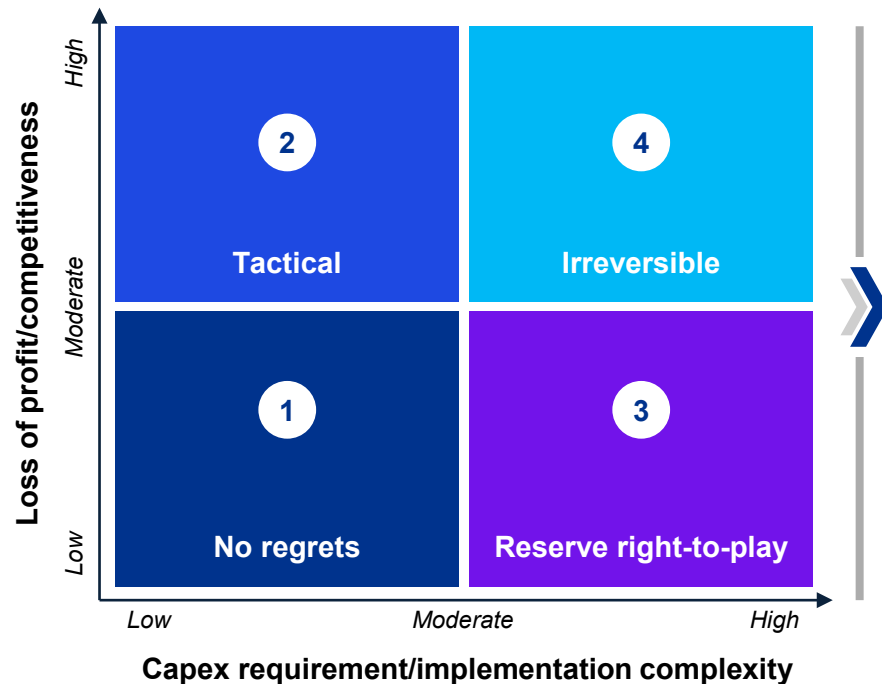 Loss of profit/competitiveness
High
Moderate
Low
2
Tactical
4
Irreversible
1
No regrets
3
Reserve right-to-play
Low
Moderate
High
Capex requirement/implementation complexity